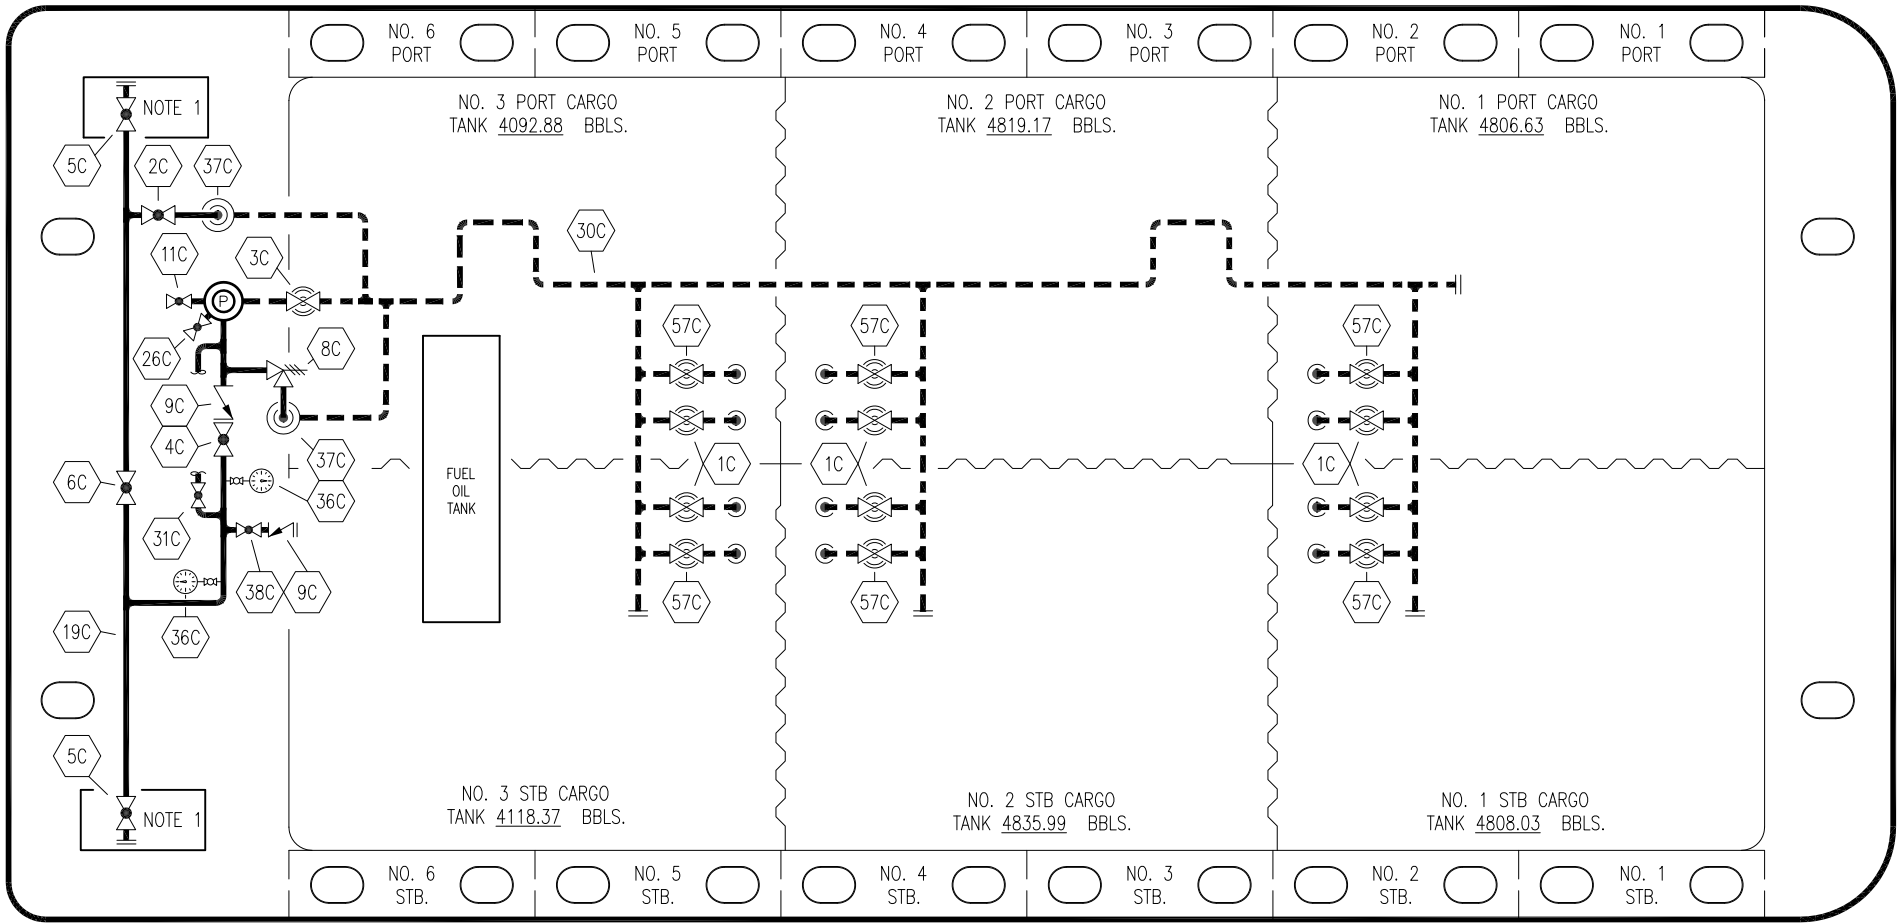 NO. 6
PORT
NO. 5
PORT
NO. 4
PORT
NO. 3
PORT
NO. 2
PORT
NO. 1
PORT
NO. 3 PORT CARGO
TANK 4092.88 BBLS.
NO. 2 PORT CARGO
TANK 4819.17 BBLS.
NO. 1 PORT CARGO
TANK 4806.63 BBLS.
NOTE 1
5C
2C
37C
11C
3C
30C
P
26C
8C
57C
57C
57C
9C
4C
37C
36C
6C
FUEL
OIL
TANK
1C
1C
1C
31C
38C
9C
57C
57C
57C
19C
36C
5C
NOTE 1
NO. 3 STB CARGO
TANK 4118.37 BBLS.
NO. 2 STB CARGO
TANK 4835.99 BBLS.
NO. 1 STB CARGO
TANK 4808.03 BBLS.
NO. 6
STB.
NO. 5
STB.
NO. 4
STB.
NO. 3
STB.
NO. 2
STB.
NO. 1
STB.